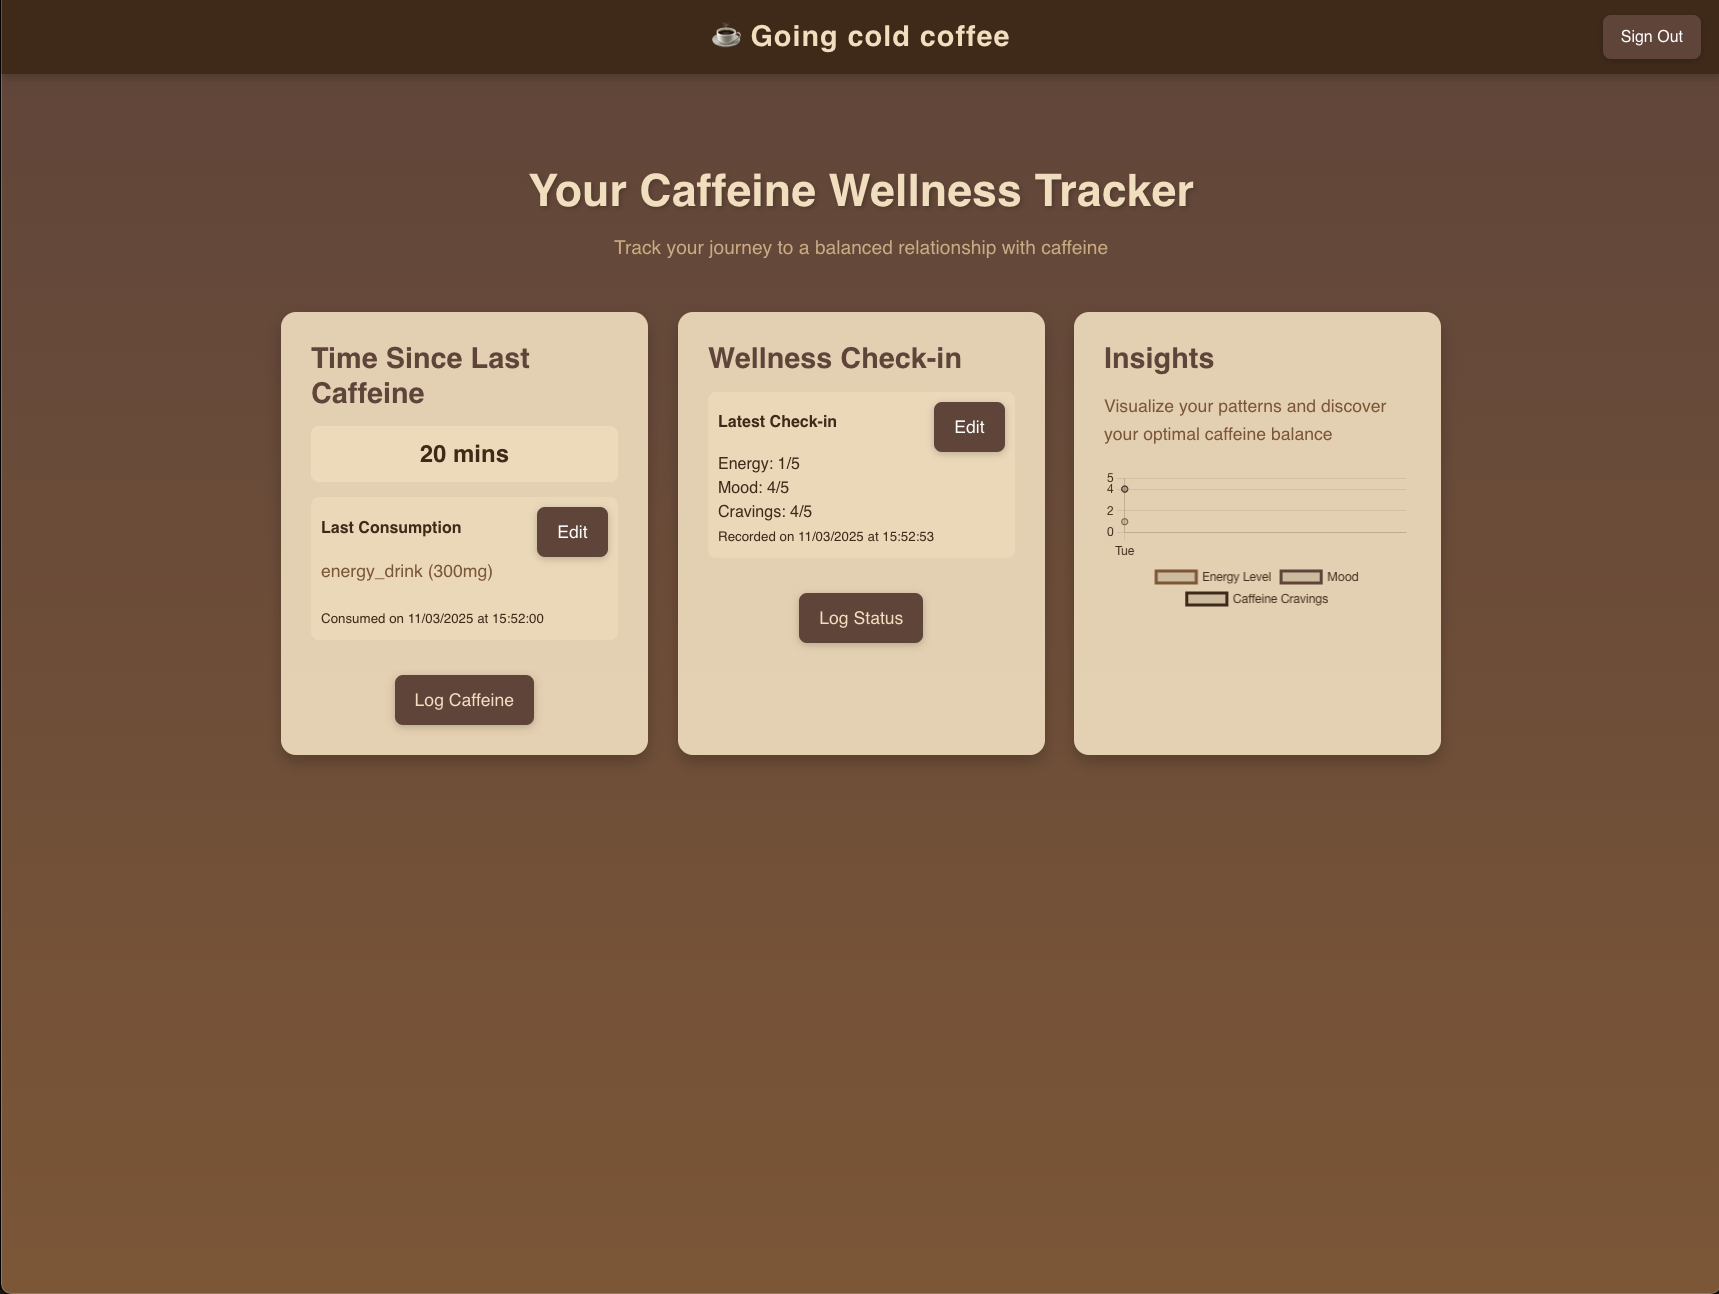 Going cold coffee
Sign Out
Your Caffeine Wellness Tracker
Track your journey to a balanced relationship with caffeine
Time Since Last
Caffeine
20 mins
Last Consumption
Edit
energy_drink (300mg)
Consumed on 11/03/2025 at 15:52:00
Log Caffeine
Wellness Check-in
Latest Check-in
Edit
Energy: 1/5
Mood: 4/5
Cravings: 4/5
Recorded on 11/03/2025 at 15:52:53
Log Status
Insights
Visualize your patterns and discover
your optimal caffeine balance
5
4
2
0
Tue
Energy Level
Mood
Caffeine Cravings